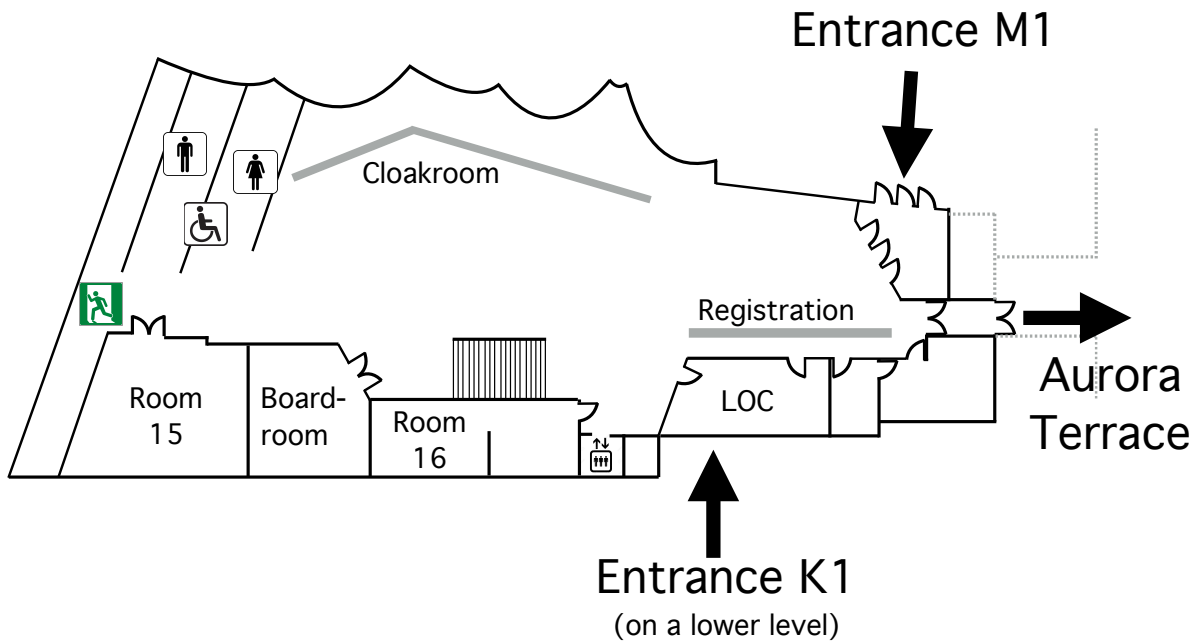 Entrance M1
Cloakroom
Registration
Aurora
Terrace
Room
15
Board-
room
Room
16
LOC
Entrance K1
(on a lower level)